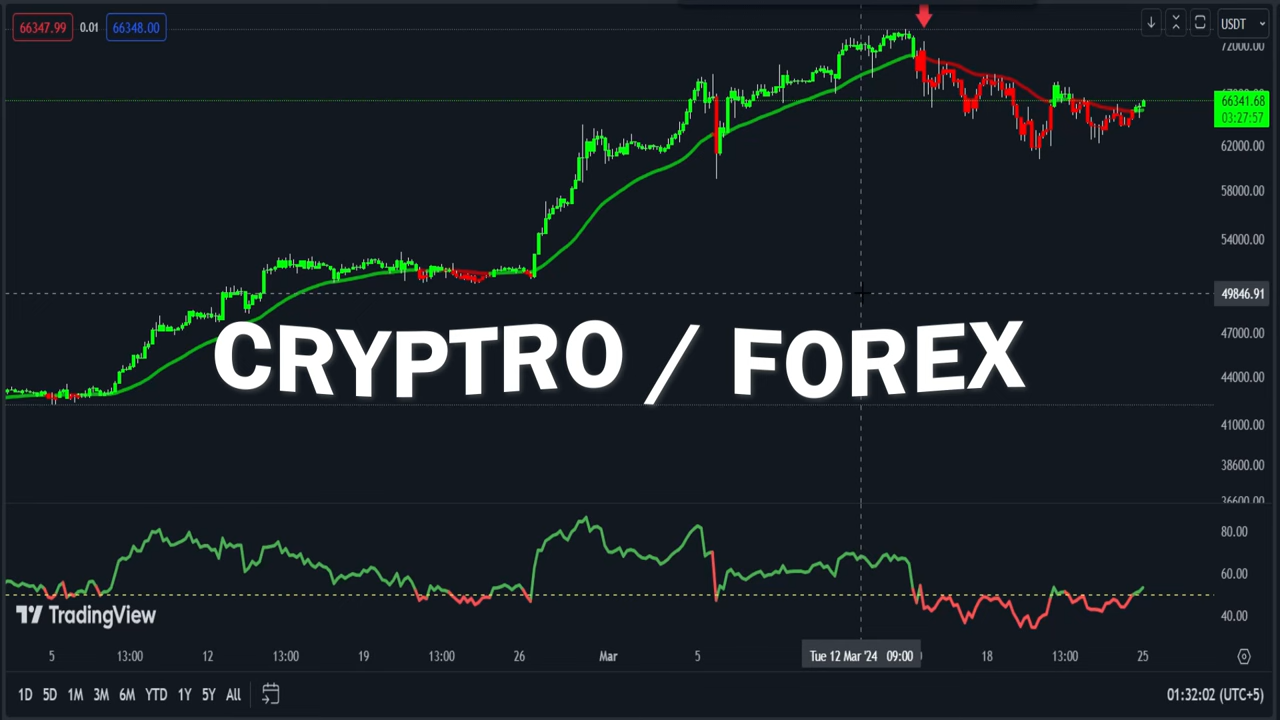 66347.99 0.01 66348.00
USDT
72000.00
66341.68
03:27:57
62000.00
58000.00
54000.00
49846.91
47000.00
CRYPTRO / FOREX
44000.00
41000.00
38600.00
36600.00
80.00
60.00
40.00
TradingView
5 13:00 12 13:00 19 13:00 26 Mar 5 Tue 12 Mar '24 09:00 18 13:00 25
1D 5D 1M 3M 6M YTD 1Y 5Y All
01:32:02 (UTC+5)